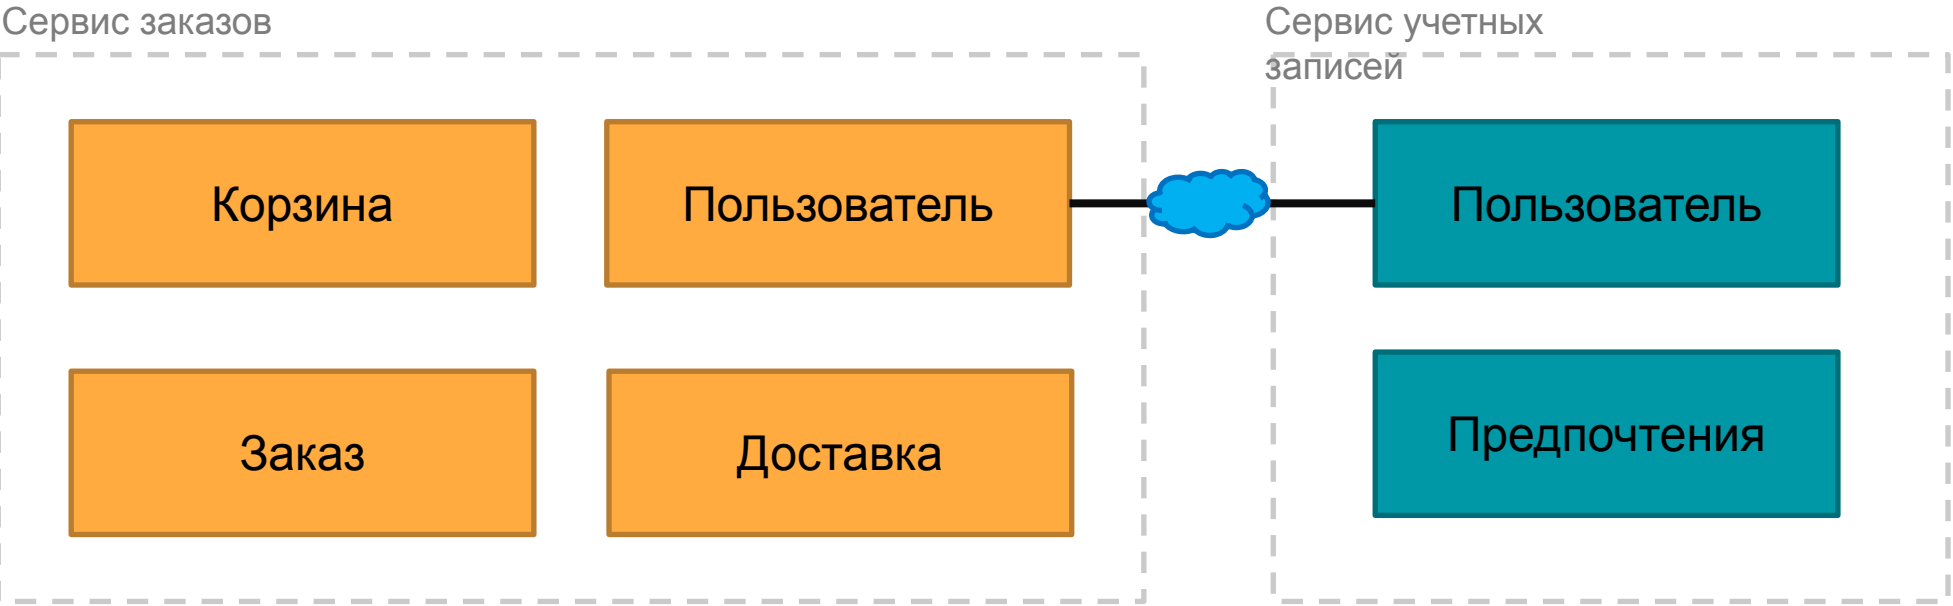 Сервис заказов
Сервис учетных
записей
Корзина
Пользователь
Пользователь
Заказ
Доставка
Предпочтения